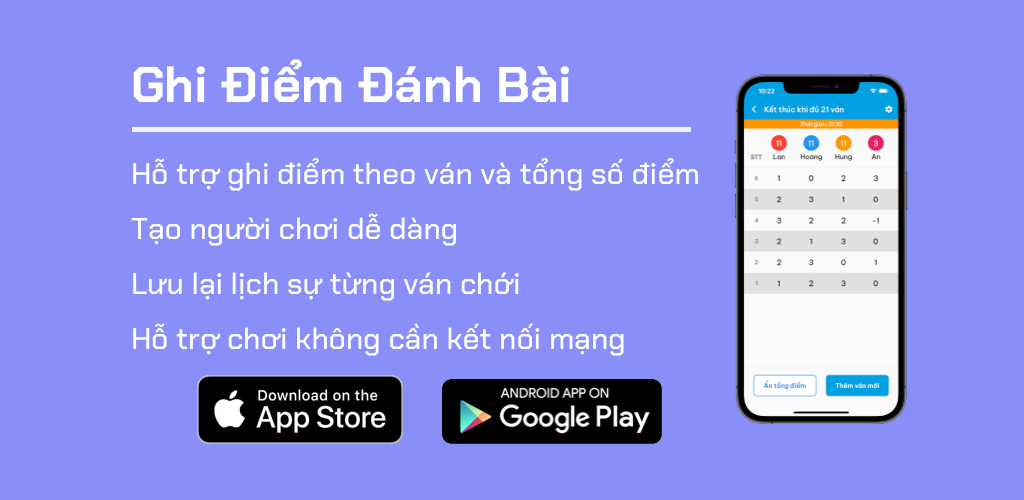 Ghi Điểm Đánh Bài
Hỗ trợ ghi điểm theo ván và tổng số điểm
Tạo người chơi dễ dàng
Lưu lại lịch sự từng ván chới
Hỗ trợ chơi không cần kết nối mạng
Download on the
App Store
ANDROID APP ON
Google Play
10:22
Kết thúc khi đủ 21 ván
Thời gian: 01:10
11 11 11 3
STT Lan Hoang Hung An
6 1 0 2 3
5 2 3 1 0
4 3 2 2 -1
3 2 1 3 0
2 2 3 0 1
1 1 2 3 0
Ẩn tổng điểm Thêm ván mới